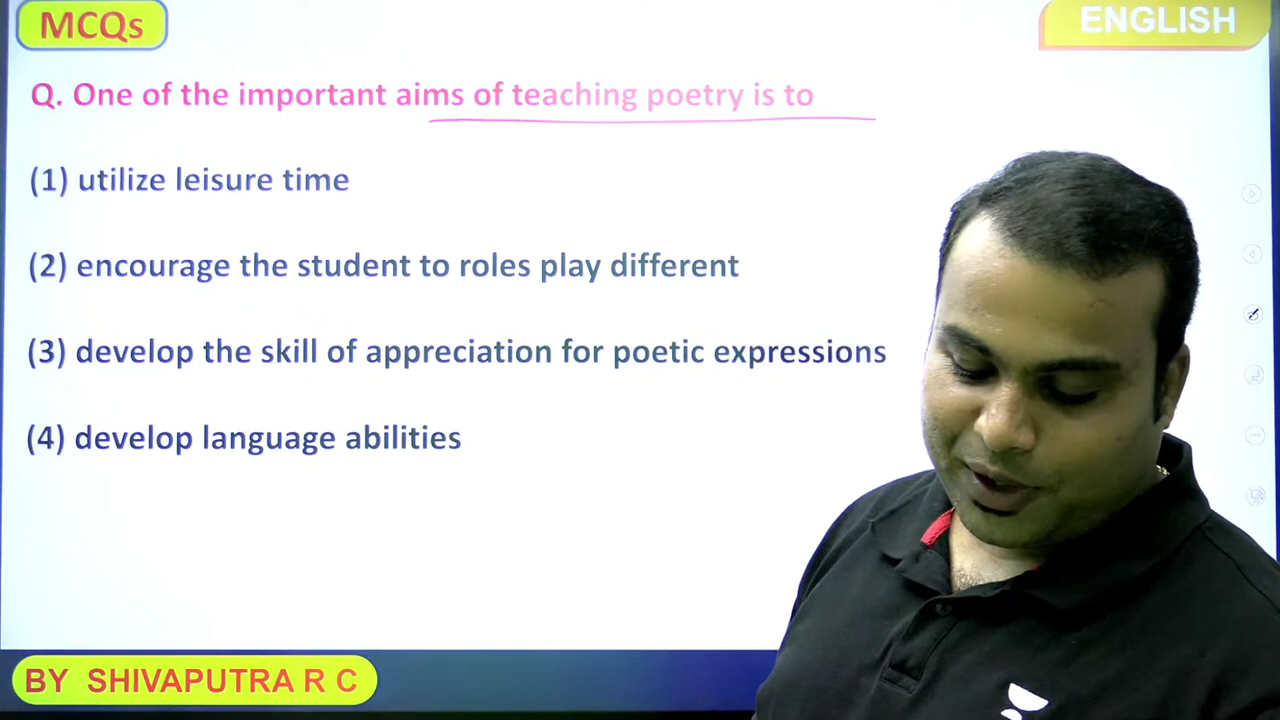 MCQs
ENGLISH
Q. One of the important aims of teaching poetry is to
(1) utilize leisure time
(2) encourage the student to roles play different
(3) develop the skill of appreciation for poetic expressions
(4) develop language abilities
BY SHIVAPUTRA R C